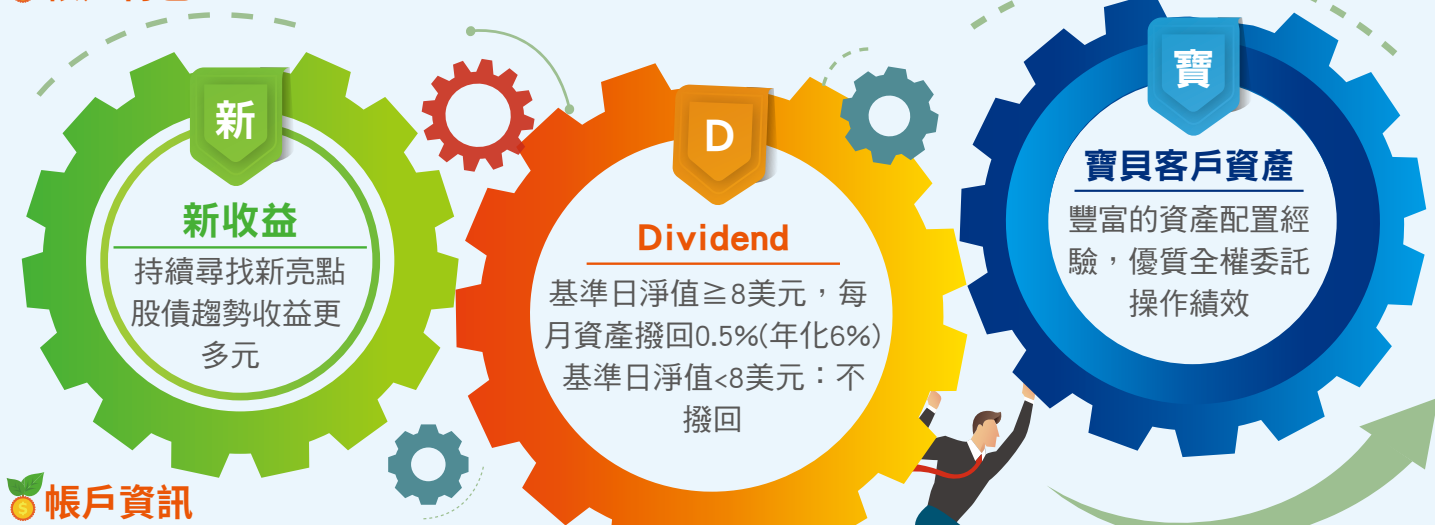 新
新收益
持續尋找新亮點
股債趨勢收益更
多元
D
Dividend
基準日淨值≧8美元，每
月資產撥回0.5%(年化6%)
基準日淨值<8美元：不
撥回
寶
寶貝客戶資產
豐富的資產配置經
驗，優質全權委託
操作績效
帳戶資訊